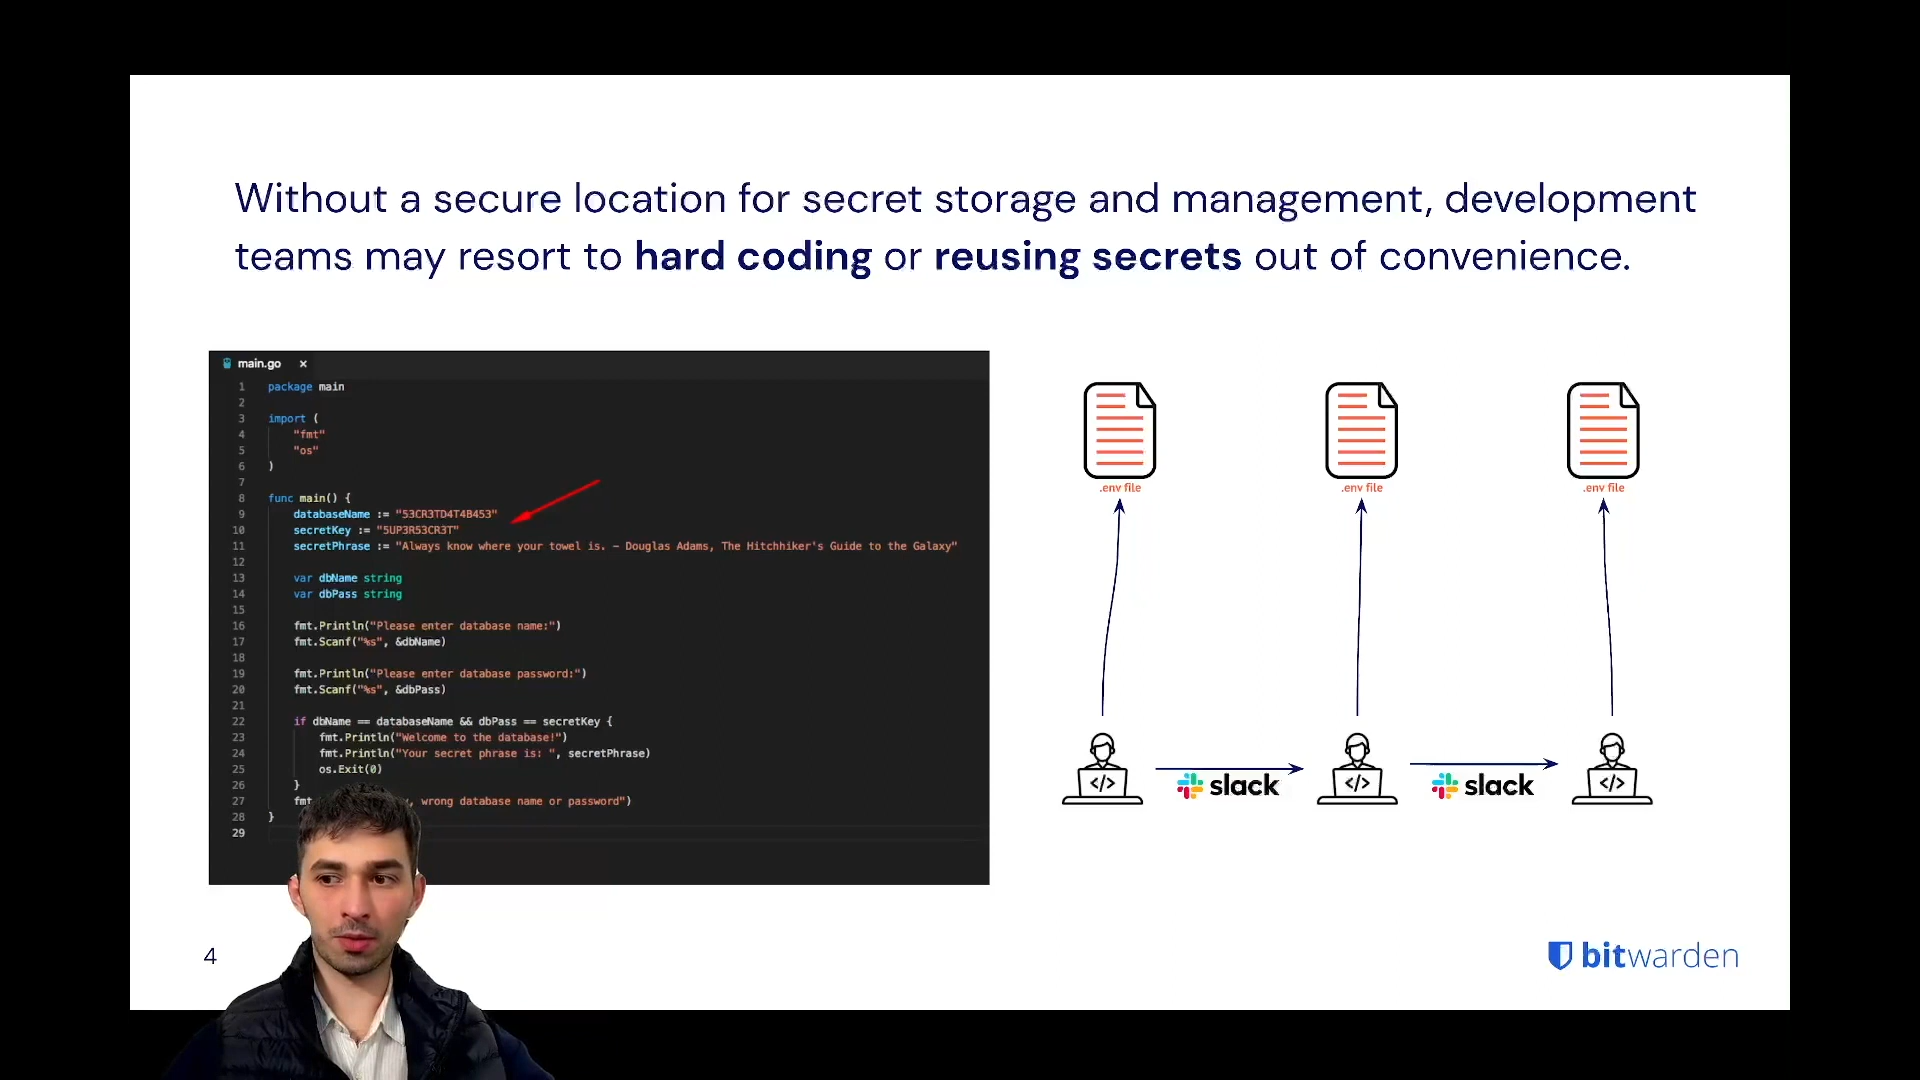 Without a secure location for secret storage and management, development
teams may resort to hard coding or reusing secrets out of convenience.
main.go ×
1 package main
2
3 import (
4 "fmt"
5 "os"
6 )
7
8 func main() {
9 databaseName := "53CR3TD4T4B453"
10 secretKey := "5UP3R53CR3T"
11 secretPhrase := "Always know where your towel is. - Douglas Adams, The Hitchhiker's Guide to the Galaxy"
12
13 var dbName string
14 var dbPass string
15
16 fmt.Println("Please enter database name:")
17 fmt.Scanf("%s", &dbName)
18
19 fmt.Println("Please enter database password:")
20 fmt.Scanf("%s", &dbPass)
21
22 if dbName == databaseName && dbPass == secretKey {
23 fmt.Println("Welcome to the database!")
24 fmt.Println("Your secret phrase is: ", secretPhrase)
25 os.Exit(0)
26 }
27 fmt , wrong database name or password")
28 }
29
.env file
.env file
.env file
</>
slack
</>
slack
</>
4
bitwarden